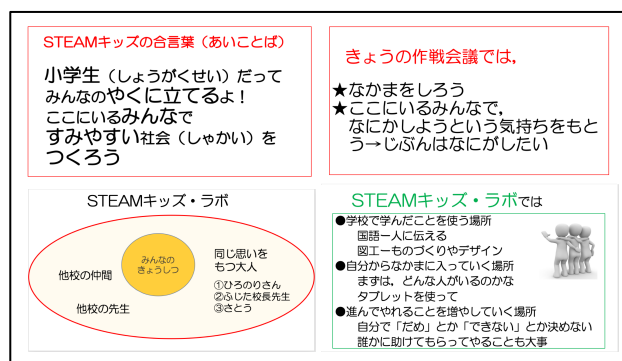 STEAMキッズの合言葉（あいことば）
小学生（しょうがくせい）だって
みんなのやくに立てるよ！
ここにいるみんなで
すみやすい社会（しゃかい）を
つくろう
きょうの作戦会議では，
★なかまをしろう
★ここにいるみんなで，
なにかしようという気持ちをもと
う→じぶんはなにがしたい
STEAMキッズ・ラボ
みんなの
きょうしつ
他校の仲間
他校の先生
同じ思いを
もつ大人
①ひろのりさん
②ふじた校長先生
③さとう
STEAMキッズ・ラボでは
●学校で学んだことを使う場所
国語ー人に伝える
図工ーものづくりやデザイン
●自分からなかまに入っていく場所
まずは，どんな人がいるのかな
タブレットを使って
●進んでやれることを増やしていく場所
自分で「だめ」とか「できない」とか決めない
誰かに助けてもらってやることも大事